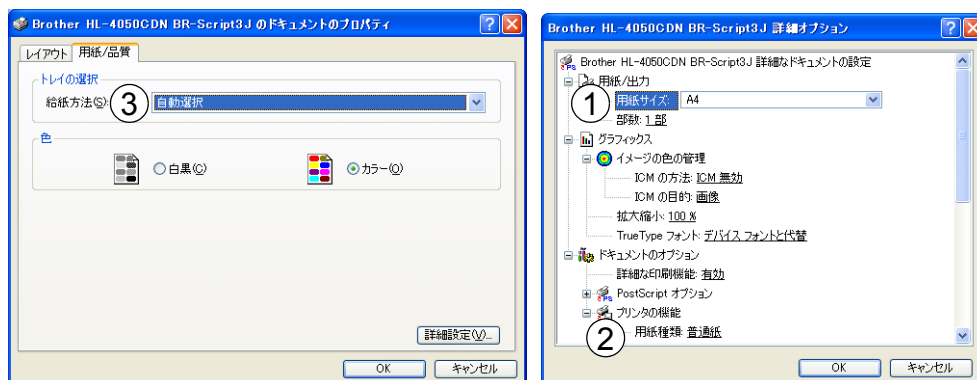 Brother HL-4050CDN BR-Script3J のドキュメントのプロパティ
レイアウト 用紙/品質
トレイの選択
給紙方法(S): ③ 自動選択
色
白黒(C) カラー(O)
詳細設定(V)...
OK キャンセル
Brother HL-4050CDN BR-Script3J 詳細オプション
Brother HL-4050CDN BR-Script3J 詳細なドキュメントの設定
用紙/出力
① 用紙サイズ: A4
部数: 1 部
グラフィックス
イメージの色の管理
ICM の方法: ICM 無効
ICM の目的: 画像
拡大縮小: 100 %
TrueType フォント: デバイス フォントと代替
ドキュメントのオプション
詳細な印刷機能: 有効
PostScript オプション
プリンタの機能
② 用紙種類: 普通紙
OK キャンセル